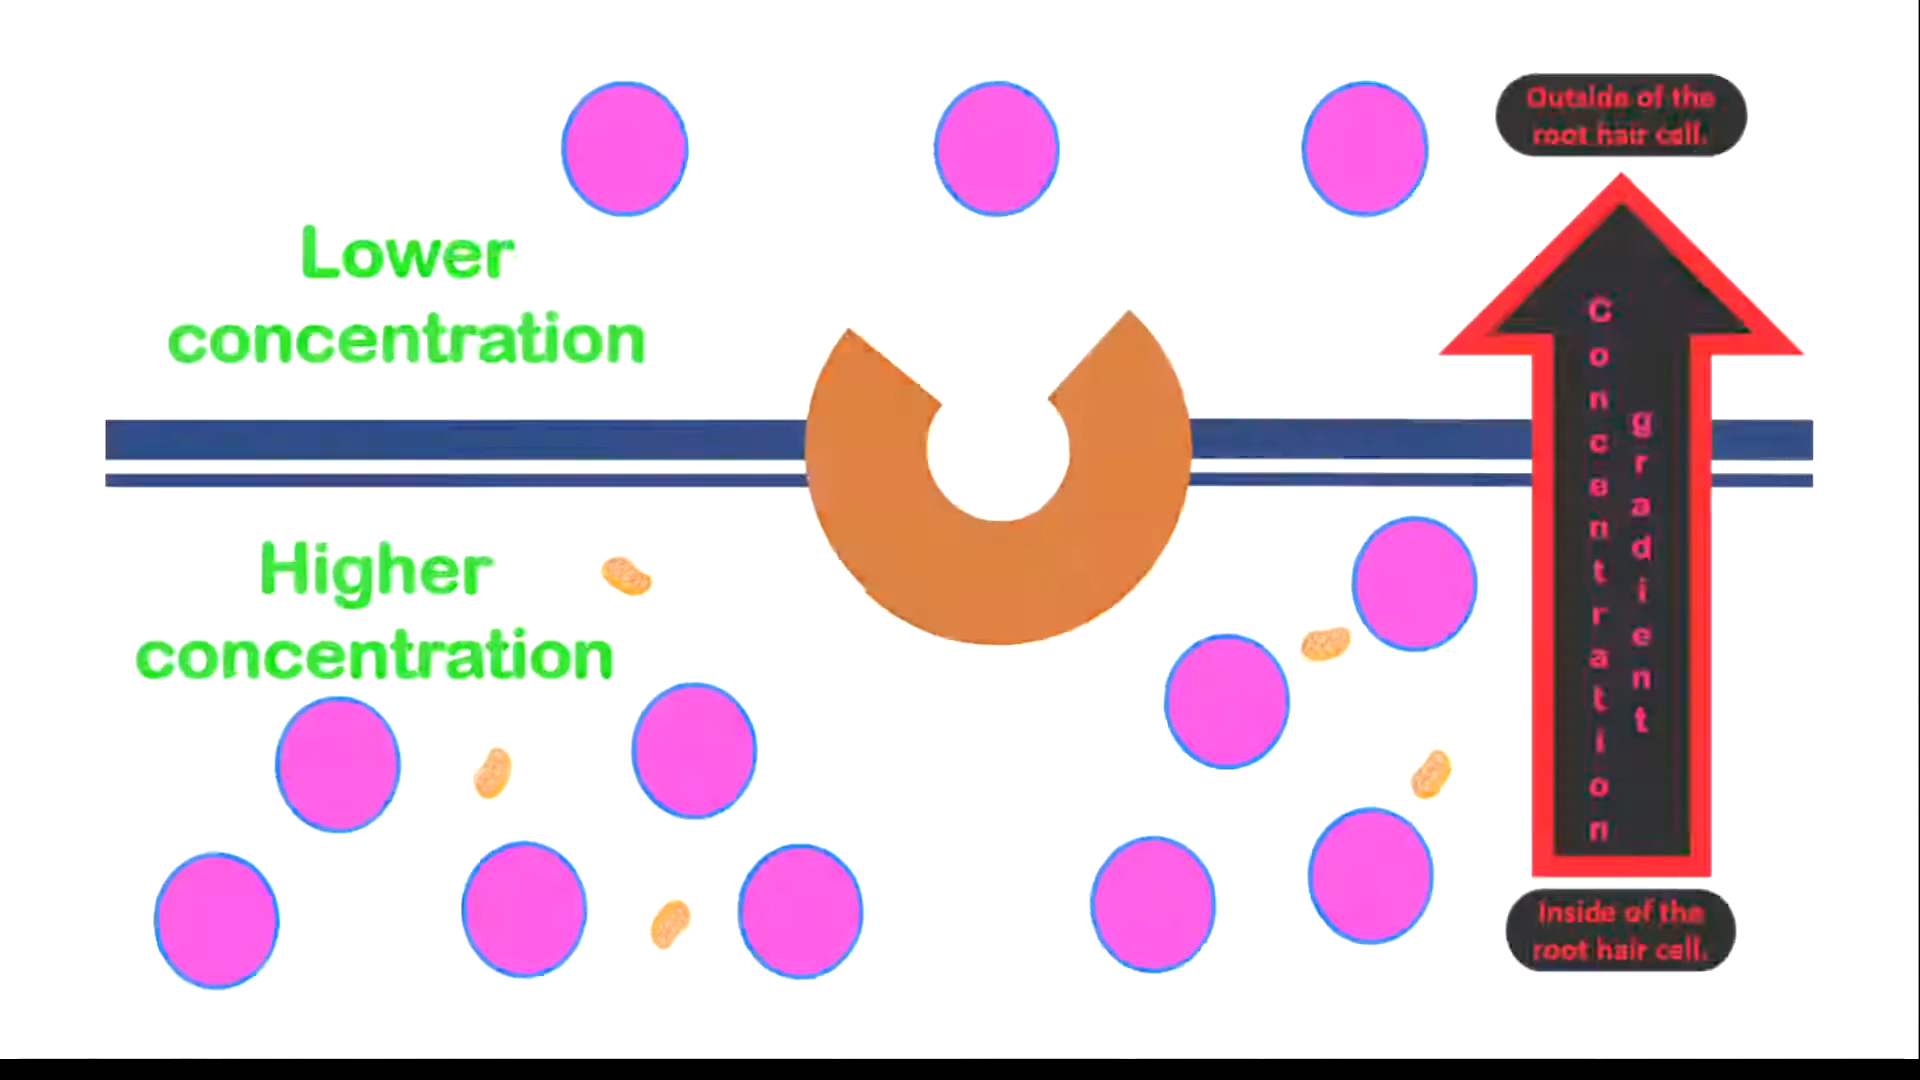 Outside of the
root hair cell.
Lower
concentration
Concentration
gradient
Higher
concentration
Inside of the
root hair cell.